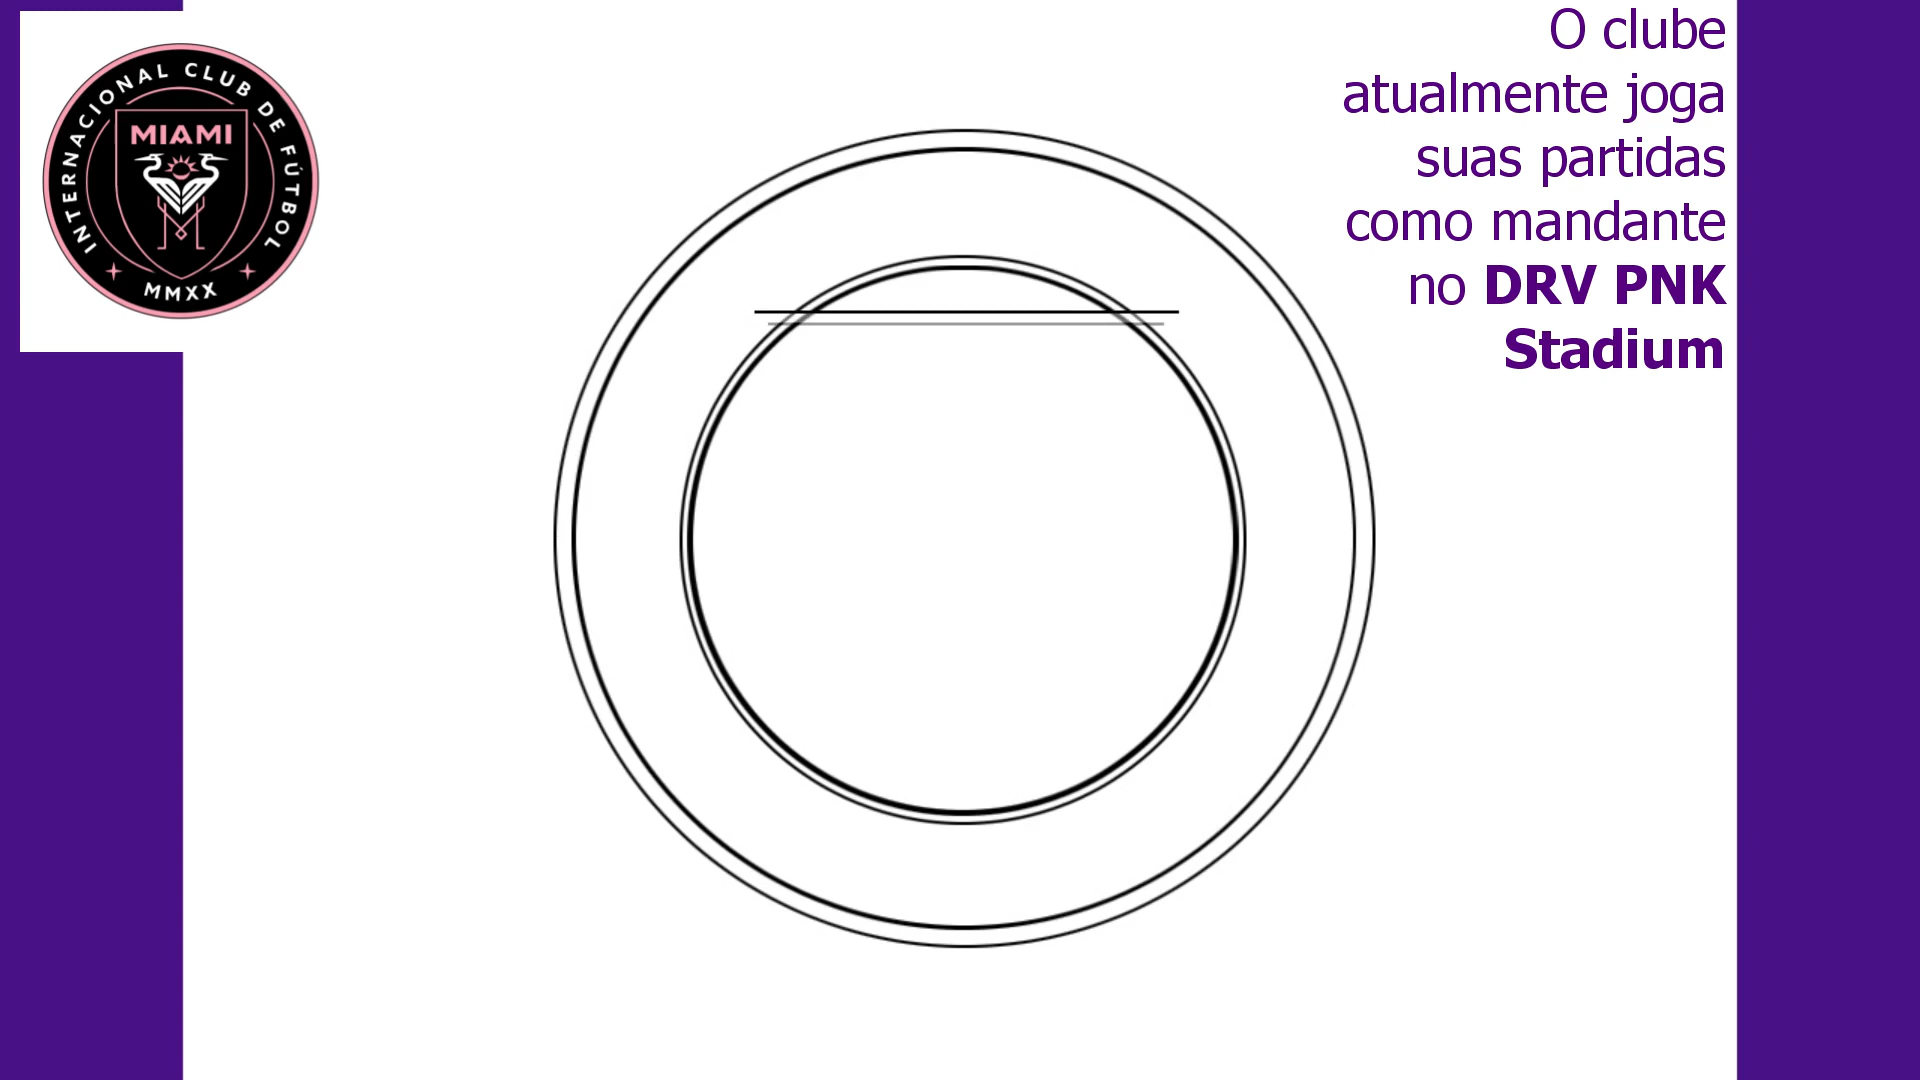 INTERNACIONAL CLUB DE FÚTBOL
MIAMI
MMXX
O clube
atualmente joga
suas partidas
como mandante
no DRV PNK
Stadium